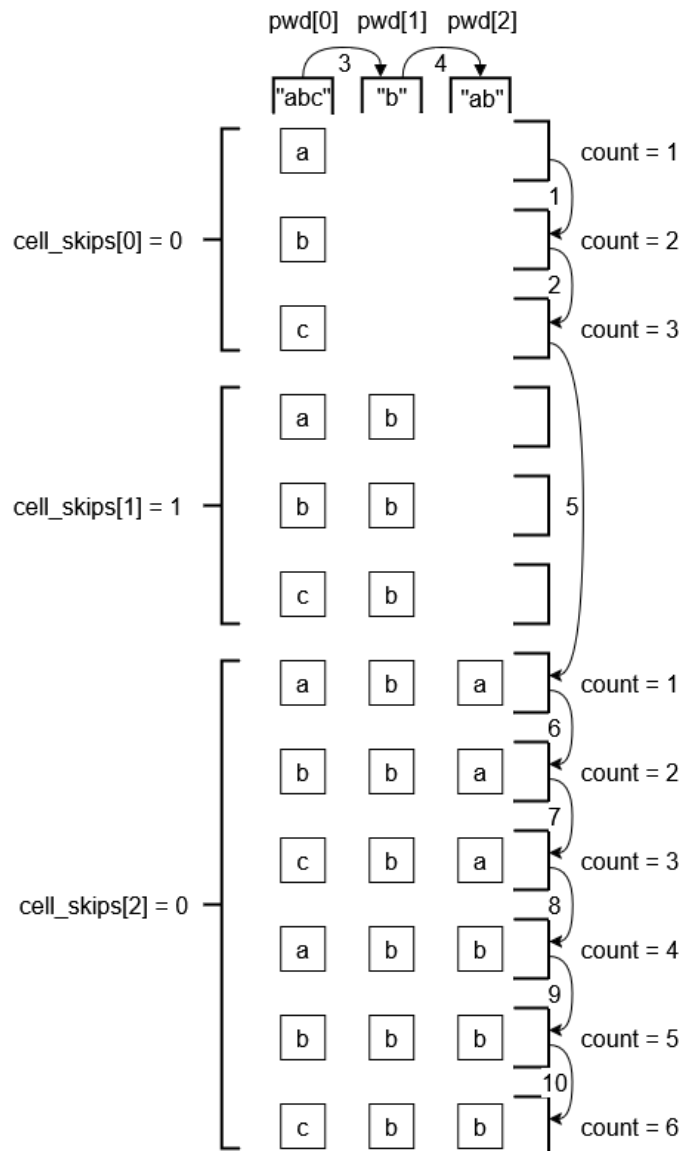 pwd[0] pwd[1] pwd[2]
3 4
"abc" "b" "ab"
a count = 1
1
cell_skips[0] = 0 b count = 2
2
c count = 3
a b
cell_skips[1] = 1 b b 5
c b
a b a count = 1
6
b b a count = 2
7
c b a count = 3
cell_skips[2] = 0 8
a b b count = 4
9
b b b count = 5
10
c b b count = 6